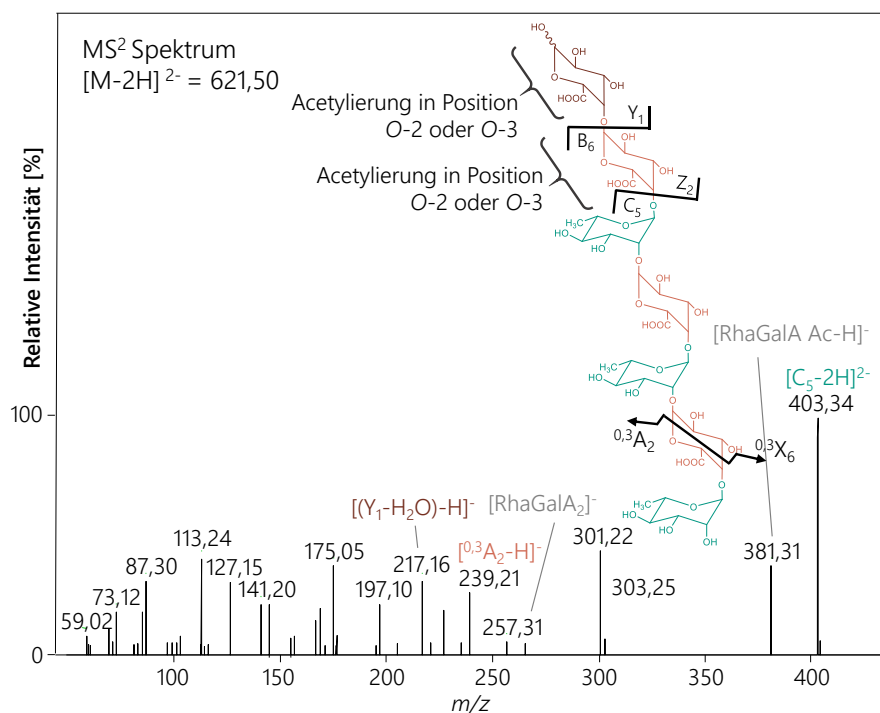 MS² Spektrum
[M-2H] ²⁻ = 621,50
Acetylierung in Position
O-2 oder O-3
Acetylierung in Position
O-2 oder O-3
HO
OH
O
OH
HOOC
O
Y₁
B₆
OH
O
OH
HOOC
Z₂
C₅
O
H₃C
O
HO
HO
O
OH
O
OH
HOOC
O
H₃C
O
HO
HO
O
[RhaGalA Ac-H]⁻
[C₅-2H]²⁻
403,34
OH
O
OH
⁰,³A₂
⁰,³X₆
HOOC
O
H₃C
O
HO
HO
OH
Relative Intensität [%]
100
0
[(Y₁-H₂O)-H]⁻
[RhaGalA₂]⁻
[⁰,³A₂-H]⁻
59,02
73,12
87,30
113,24
127,15
141,20
175,05
197,10
217,16
239,21
257,31
301,22
303,25
381,31
100
150
200
250
300
350
400
m/z